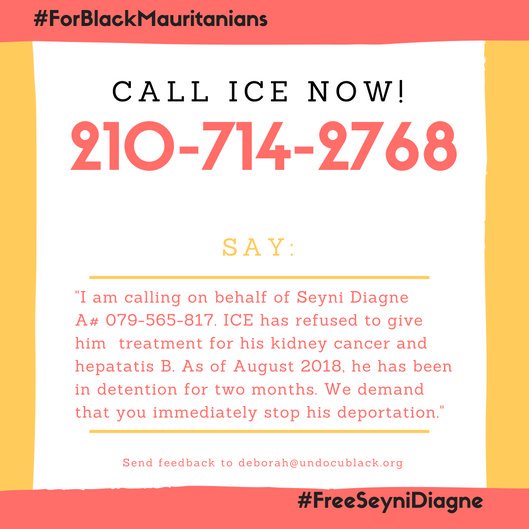 #ForBlackMauritanians
CALL ICE NOW!
210-714-2768
SAY:
"I am calling on behalf of Seyni Diagne
A# 079-565-817. ICE has refused to give
him treatment for his kidney cancer and
hepatatis B. As of August 2018, he has been
in detention for two months. We demand
that you immediately stop his deportation."
Send feedback to deborah@undocublack.org
#FreeSeyniDiagne